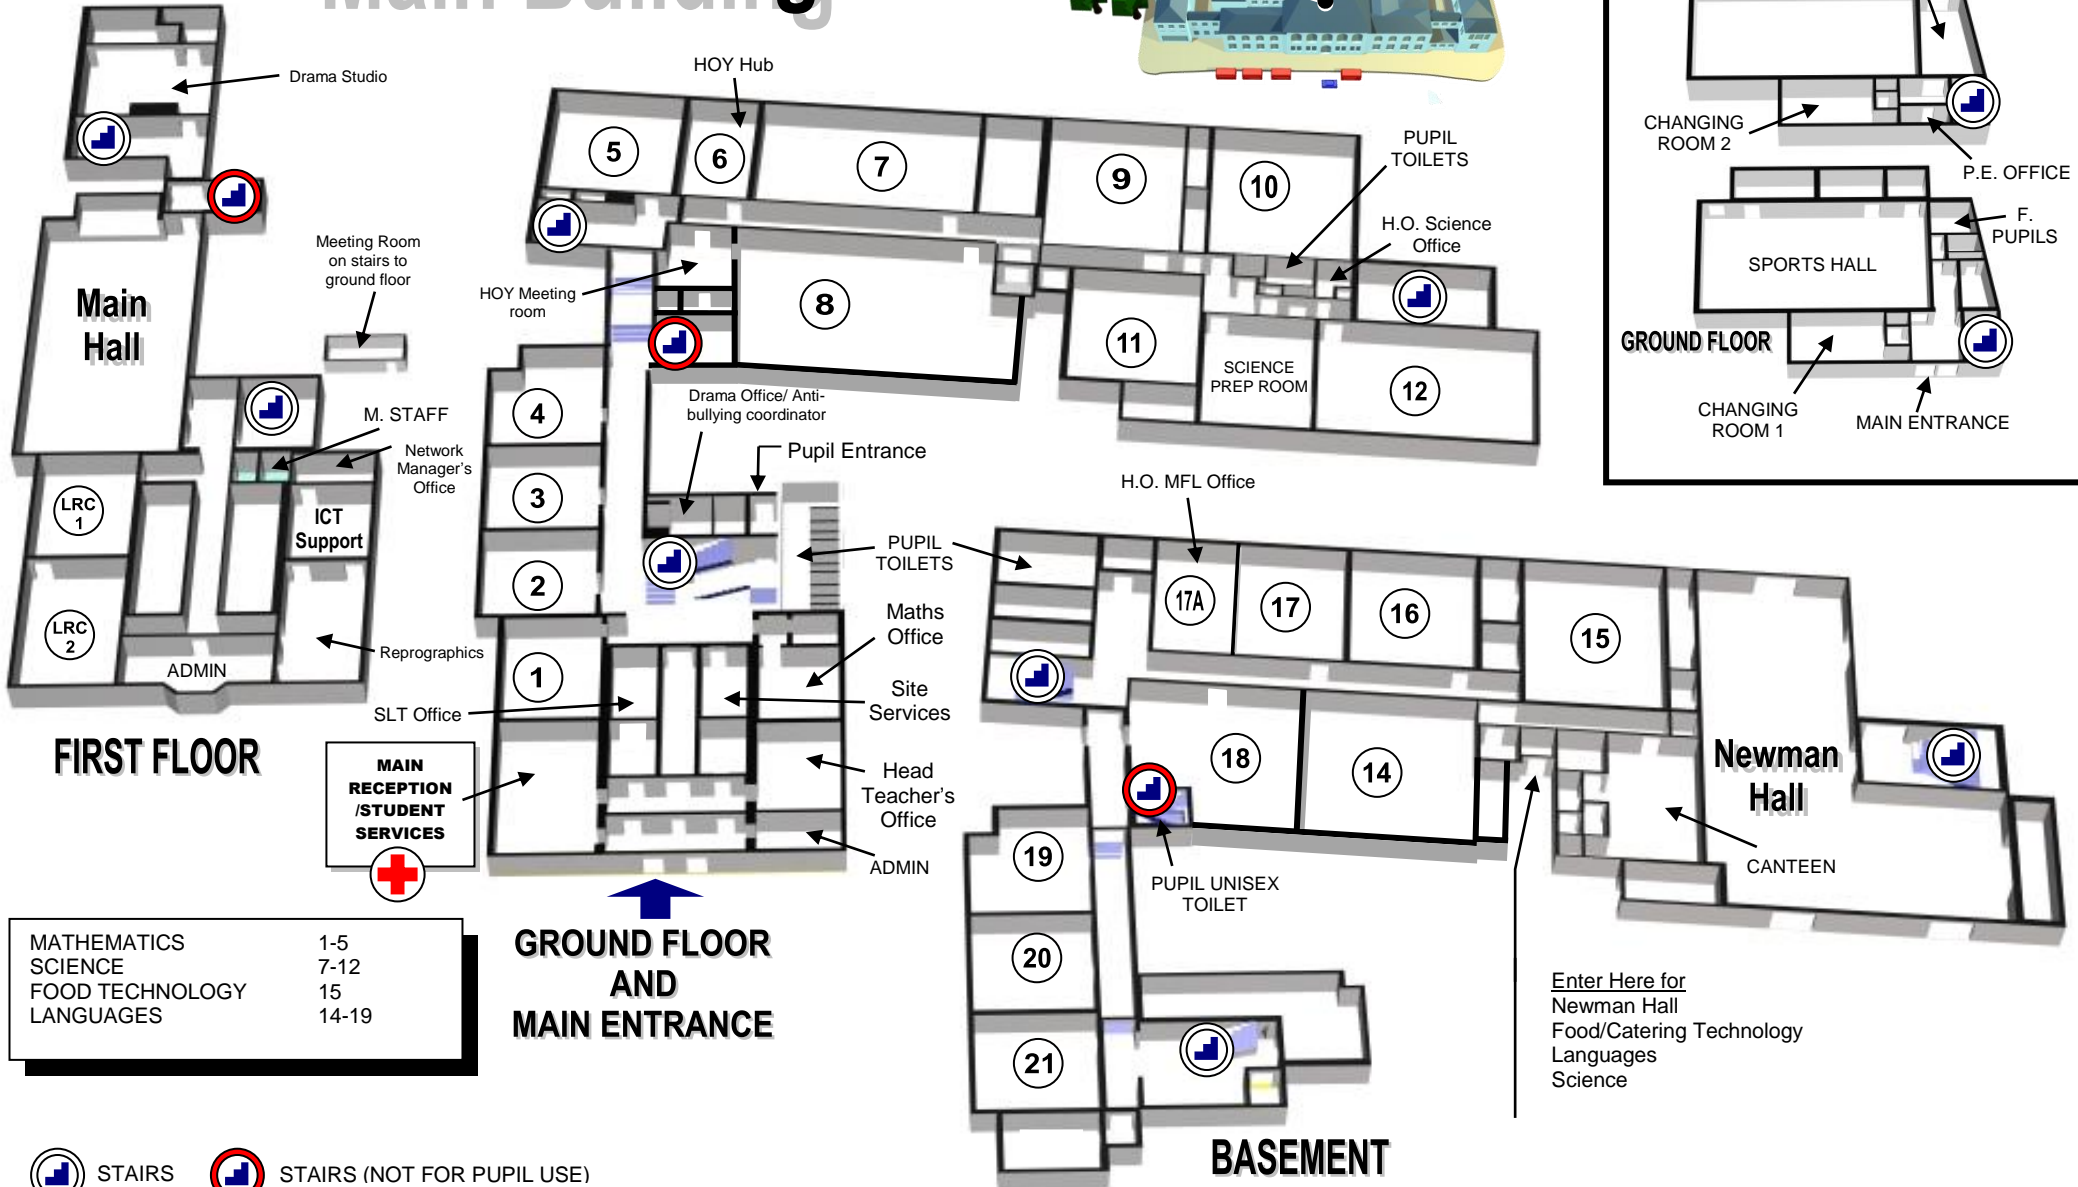 Main Building
Drama Studio
Main
Hall
Meeting Room
on stairs to
ground floor
M. STAFF
Network
Manager's
Office
LRC
1
ICT
Support
LRC
2
Reprographics
ADMIN
FIRST FLOOR
HOY Hub
5
6
7
9
10
PUPIL
TOILETS
H.O. Science
Office
HOY Meeting
room
8
11
SCIENCE
PREP ROOM
12
4
Drama Office/ Anti-
bullying coordinator
Pupil Entrance
3
2
PUPIL
TOILETS
Maths
Office
1
SLT Office
Site
Services
MAIN
RECEPTION
/STUDENT
SERVICES
Head
Teacher's
Office
ADMIN
GROUND FLOOR
AND
MAIN ENTRANCE
MATHEMATICS 1-5
SCIENCE 7-12
FOOD TECHNOLOGY 15
LANGUAGES 14-19
STAIRS
STAIRS (NOT FOR PUPIL USE)
CHANGING
ROOM 2
P.E. OFFICE
F.
PUPILS
SPORTS HALL
GROUND FLOOR
CHANGING
ROOM 1
MAIN ENTRANCE
H.O. MFL Office
17A
17
16
15
18
14
Newman
Hall
CANTEEN
PUPIL UNISEX
TOILET
19
20
21
Enter Here for
Newman Hall
Food/Catering Technology
Languages
Science
BASEMENT